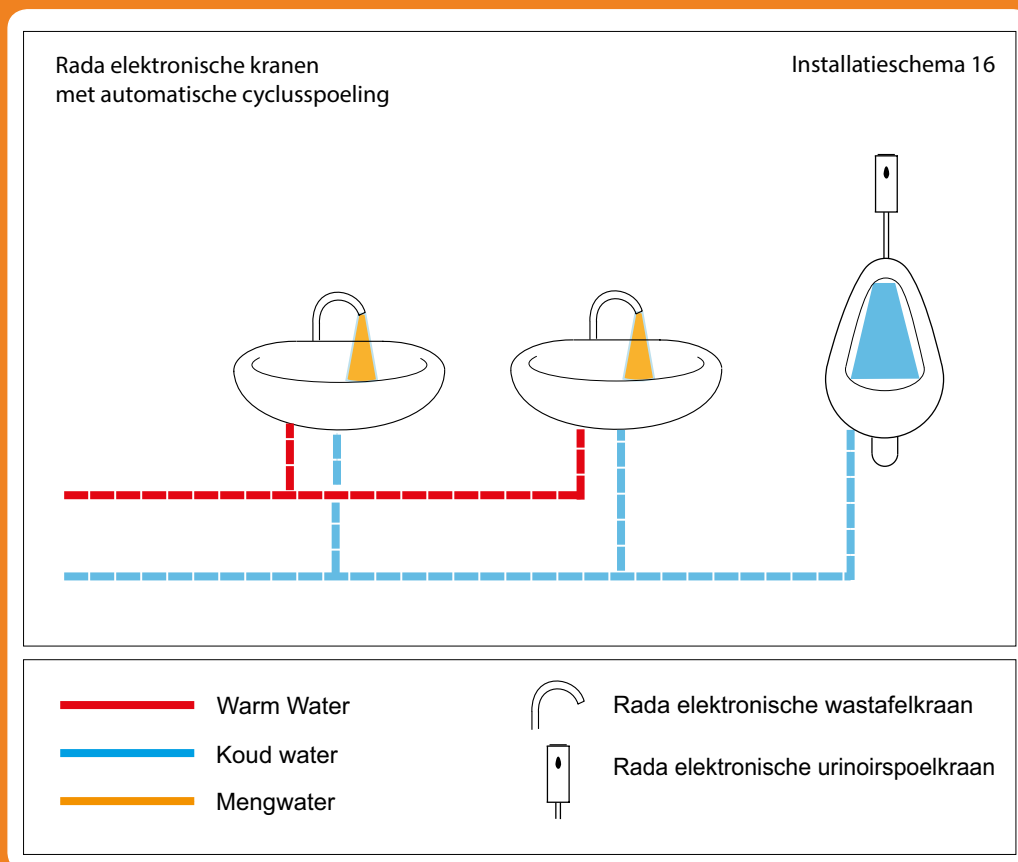 Rada elektronische kranen
met automatische cyclusspoeling
Installatieschema 16
Warm Water
Koud water
Mengwater
Rada elektronische wastafelkraan
Rada elektronische urinoirspoelkraan